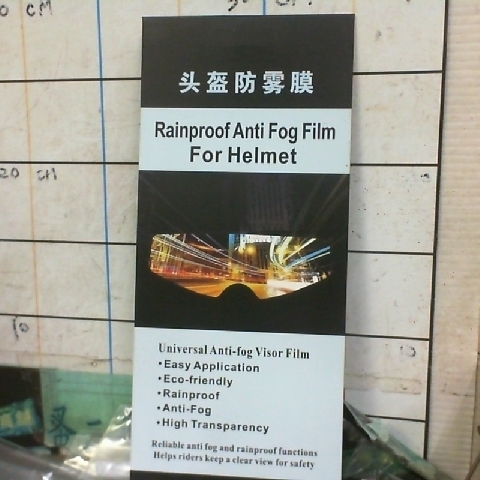 头盔防雾膜
Rainproof Anti Fog Film
For Helmet
Universal Anti-fog Visor Film
•Easy Application
•Eco-friendly
•Rainproof
•Anti-Fog
•High Transparency
Reliable anti fog and rainproof functions
Helps riders keep a clear view for safety
20 CM
10